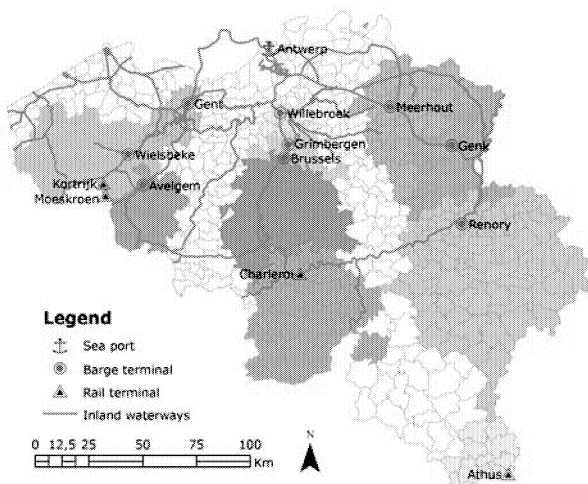 Antwerp
Gent
Willebroek
Meerhout
Grimbergen
Wielsbeke
Brussels
Genk
Kortrijk
Avelgem
Moeskroen
Renory
Charleroi
Legend
Sea port
Barge terminal
Rail terminal
Inland waterways
0 12,5 25 50 75 100
Km
N
Athus